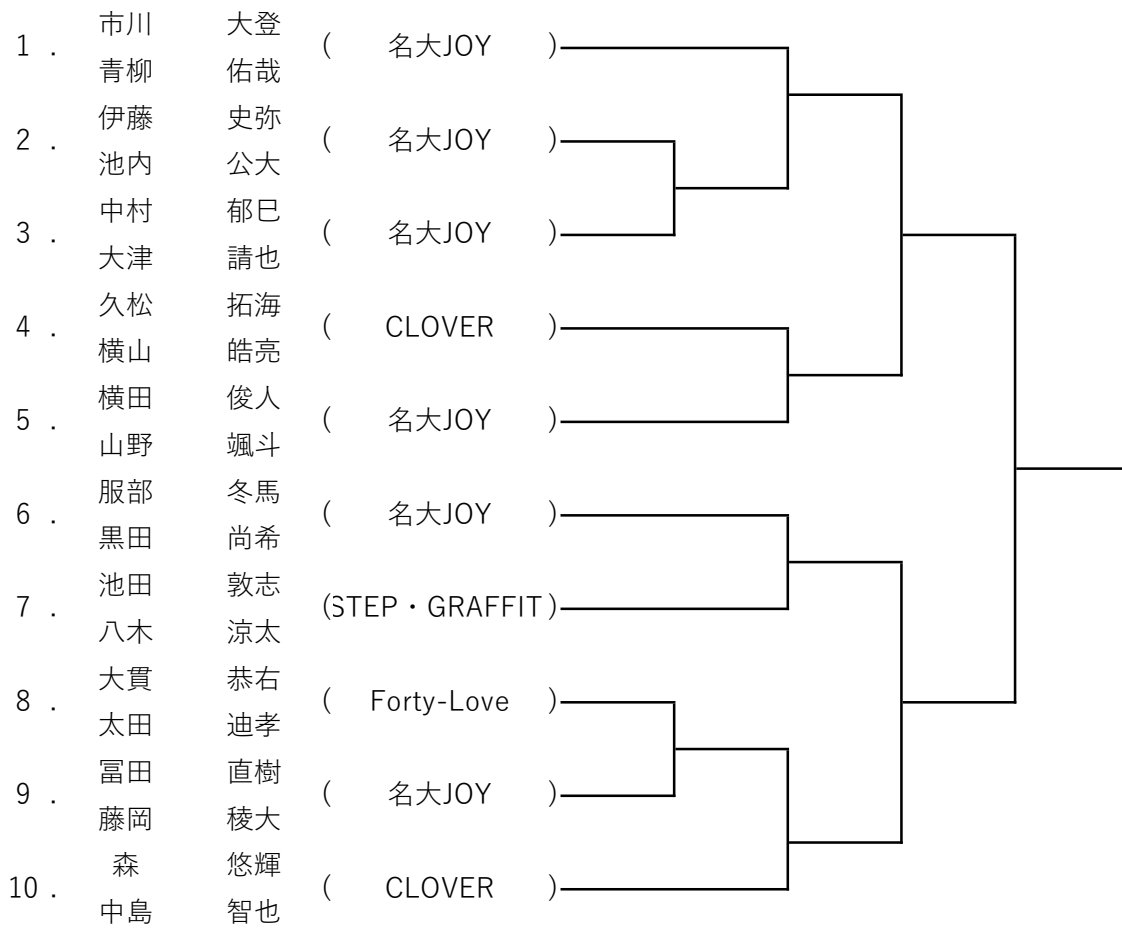 市川 大登
1 . ( 名大JOY )
青柳 佑哉
伊藤 史弥
2 . ( 名大JOY )
池内 公大
中村 郁巳
3 . ( 名大JOY )
大津 請也
久松 拓海
4 . ( CLOVER )
横山 皓亮
横田 俊人
5 . ( 名大JOY )
山野 颯斗
服部 冬馬
6 . ( 名大JOY )
黒田 尚希
池田 敦志
7 . (STEP・GRAFFIT)
八木 涼太
大貫 恭右
8 . ( Forty-Love )
太田 迪孝
冨田 直樹
9 . ( 名大JOY )
藤岡 稜大
森 悠輝
10 . ( CLOVER )
中島 智也